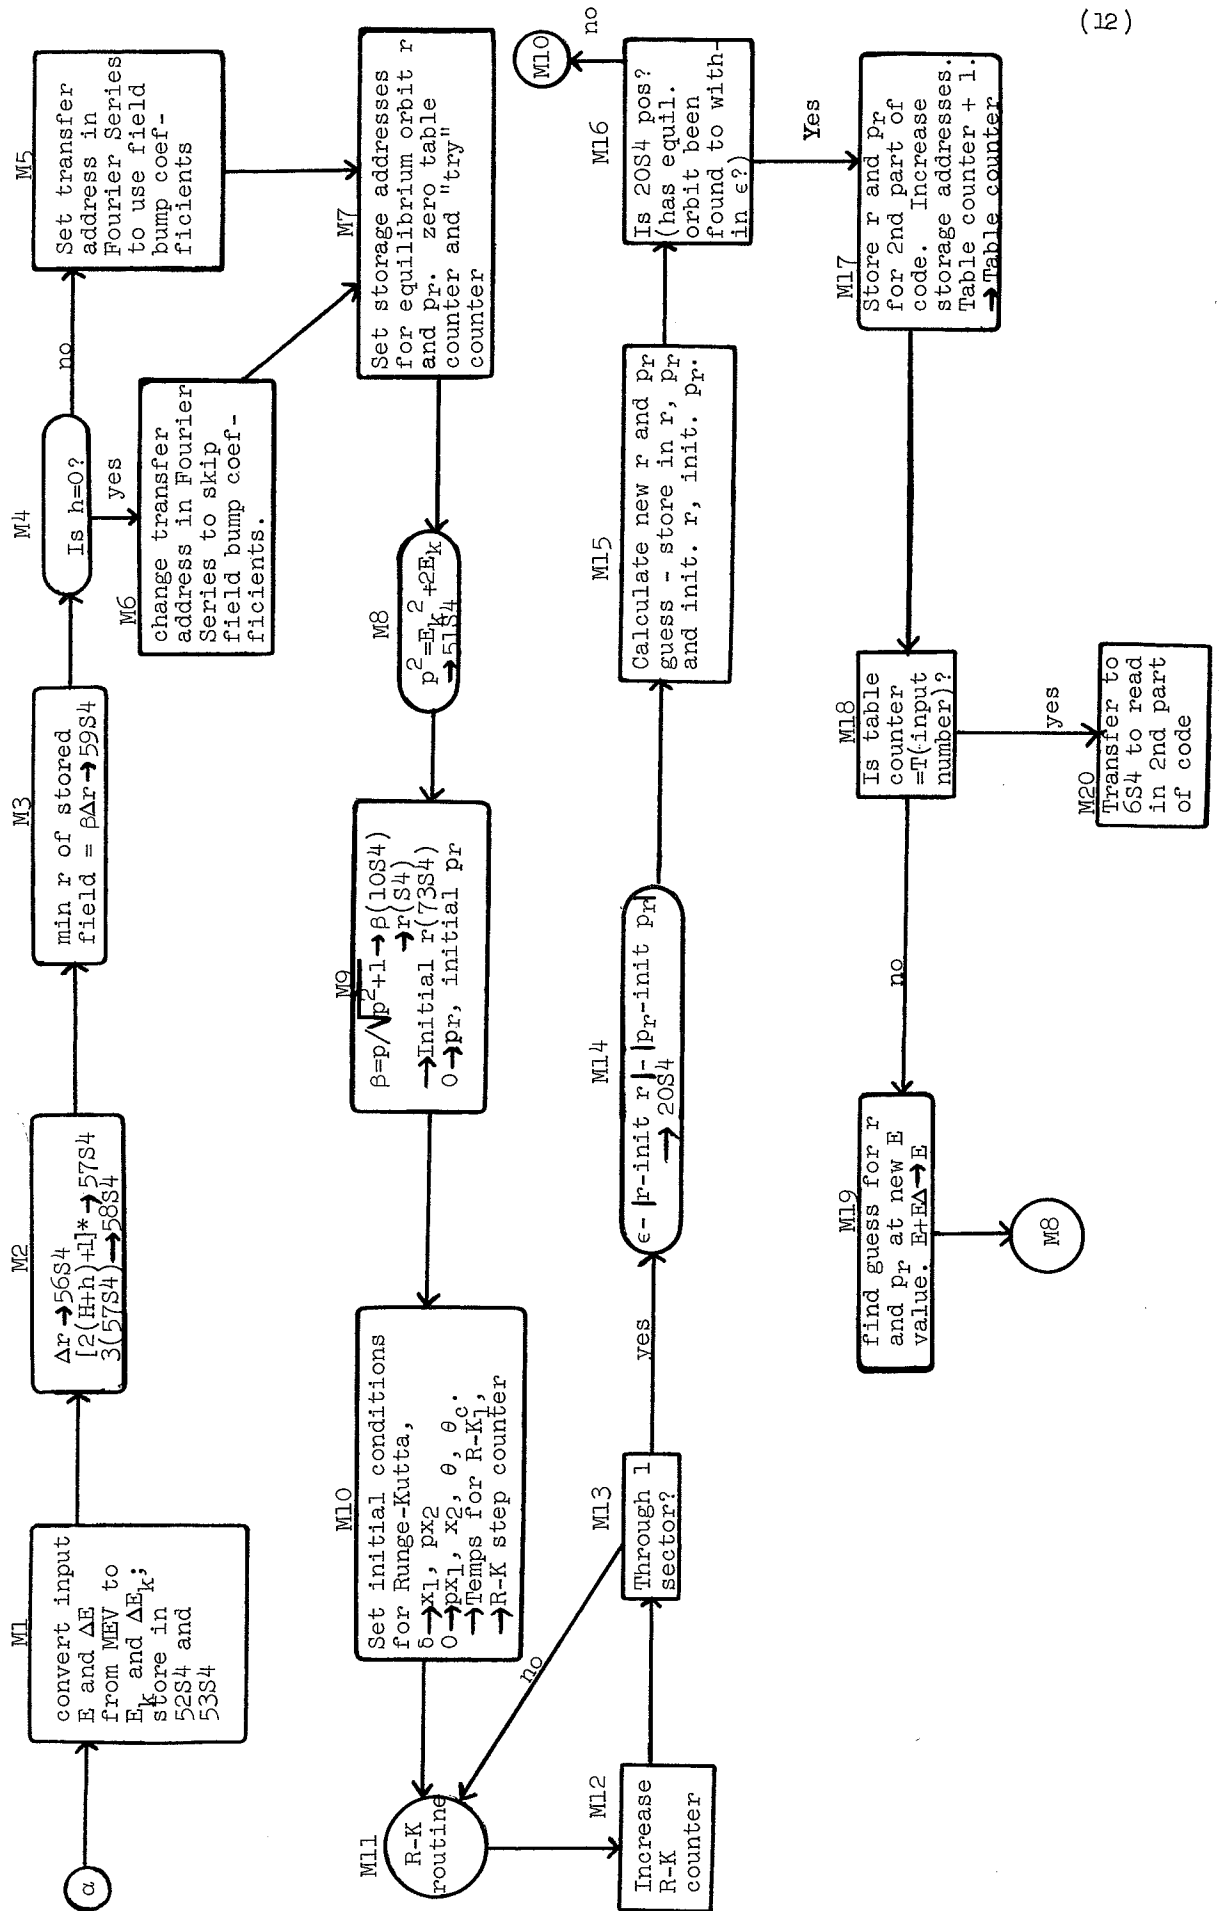 (12)
α
M1
convert input
E and ΔE
from MEV to
E_k and ΔE_k;
store in
52S4 and
53S4
M2
Δr→56S4
[2(H+h)+1]*→57S4
3(57S4)→58S4
M3
min r of stored
field = βΔr→59S4
M4
Is h=0?
no
yes
M5
Set transfer
address in
Fourier Series
to use field
bump coef-
ficients
M6
change transfer
address in Fourier
Series to skip
field bump coef-
ficients.
M7
Set storage addresses
for equilibrium orbit r
and pr. zero table
counter and "try"
counter
M8
p²=E_k²+2E_k
→51S4
M9
β=p/√p²+1→β(10S4)
→r(S4)
→Initial r(73S4)
0→pr, initial pr
M10
Set initial conditions
for Runge-Kutta,
δ→x₁, px₂
0→px₁, x₂, θ, θ_c.
→Temps for R-K₁,
→R-K step counter
M11
R-K
routine
M12
Increase
R-K
counter
M13
Through 1
sector?
no
yes
M14
ϵ-|r-init r|-|p_r-init p_r|
→20S4
M15
Calculate new r and pr
guess - store in r, pr
and init. r, init. pr.
M16
Is 20S4 pos?
(has equil.
orbit been
found to with-
in ϵ?)
no
M10
Yes
M17
Store r and pr
for 2nd part of
code. Increase
storage addresses.
Table counter + 1.
→Table counter
M18
Is table
counter
=T(input
number)?
no
yes
M19
find guess for r
and p_r at new E
value. E+EΔ→E
M8
M20
Transfer to
6S4 to read
in 2nd part
of code